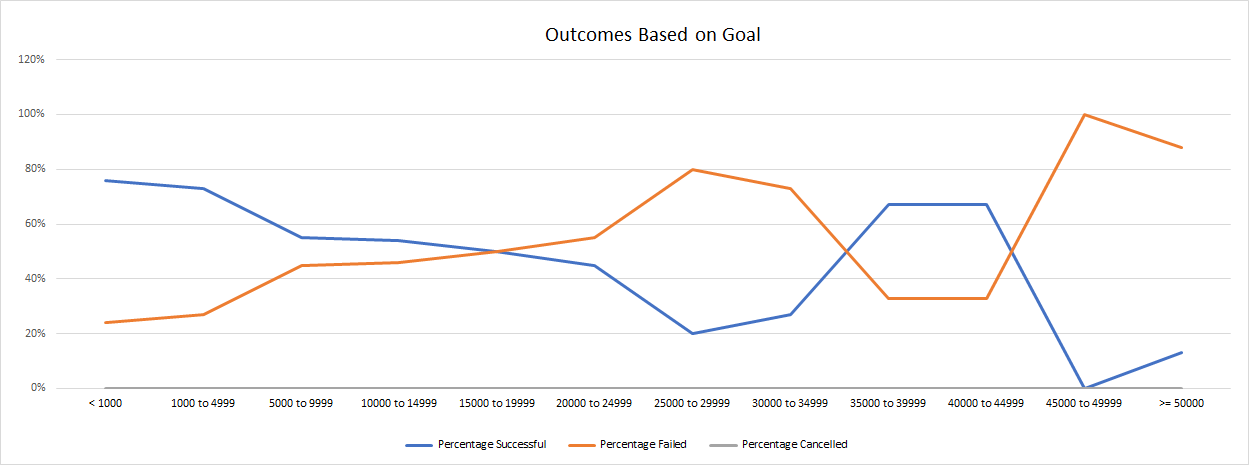 Outcomes Based on Goal
120%
100%
80%
60%
40%
20%
0%
< 1000
1000 to 4999
5000 to 9999
10000 to 14999
15000 to 19999
20000 to 24999
25000 to 29999
30000 to 34999
35000 to 39999
40000 to 44999
45000 to 49999
>= 50000
Percentage Successful
Percentage Failed
Percentage Cancelled